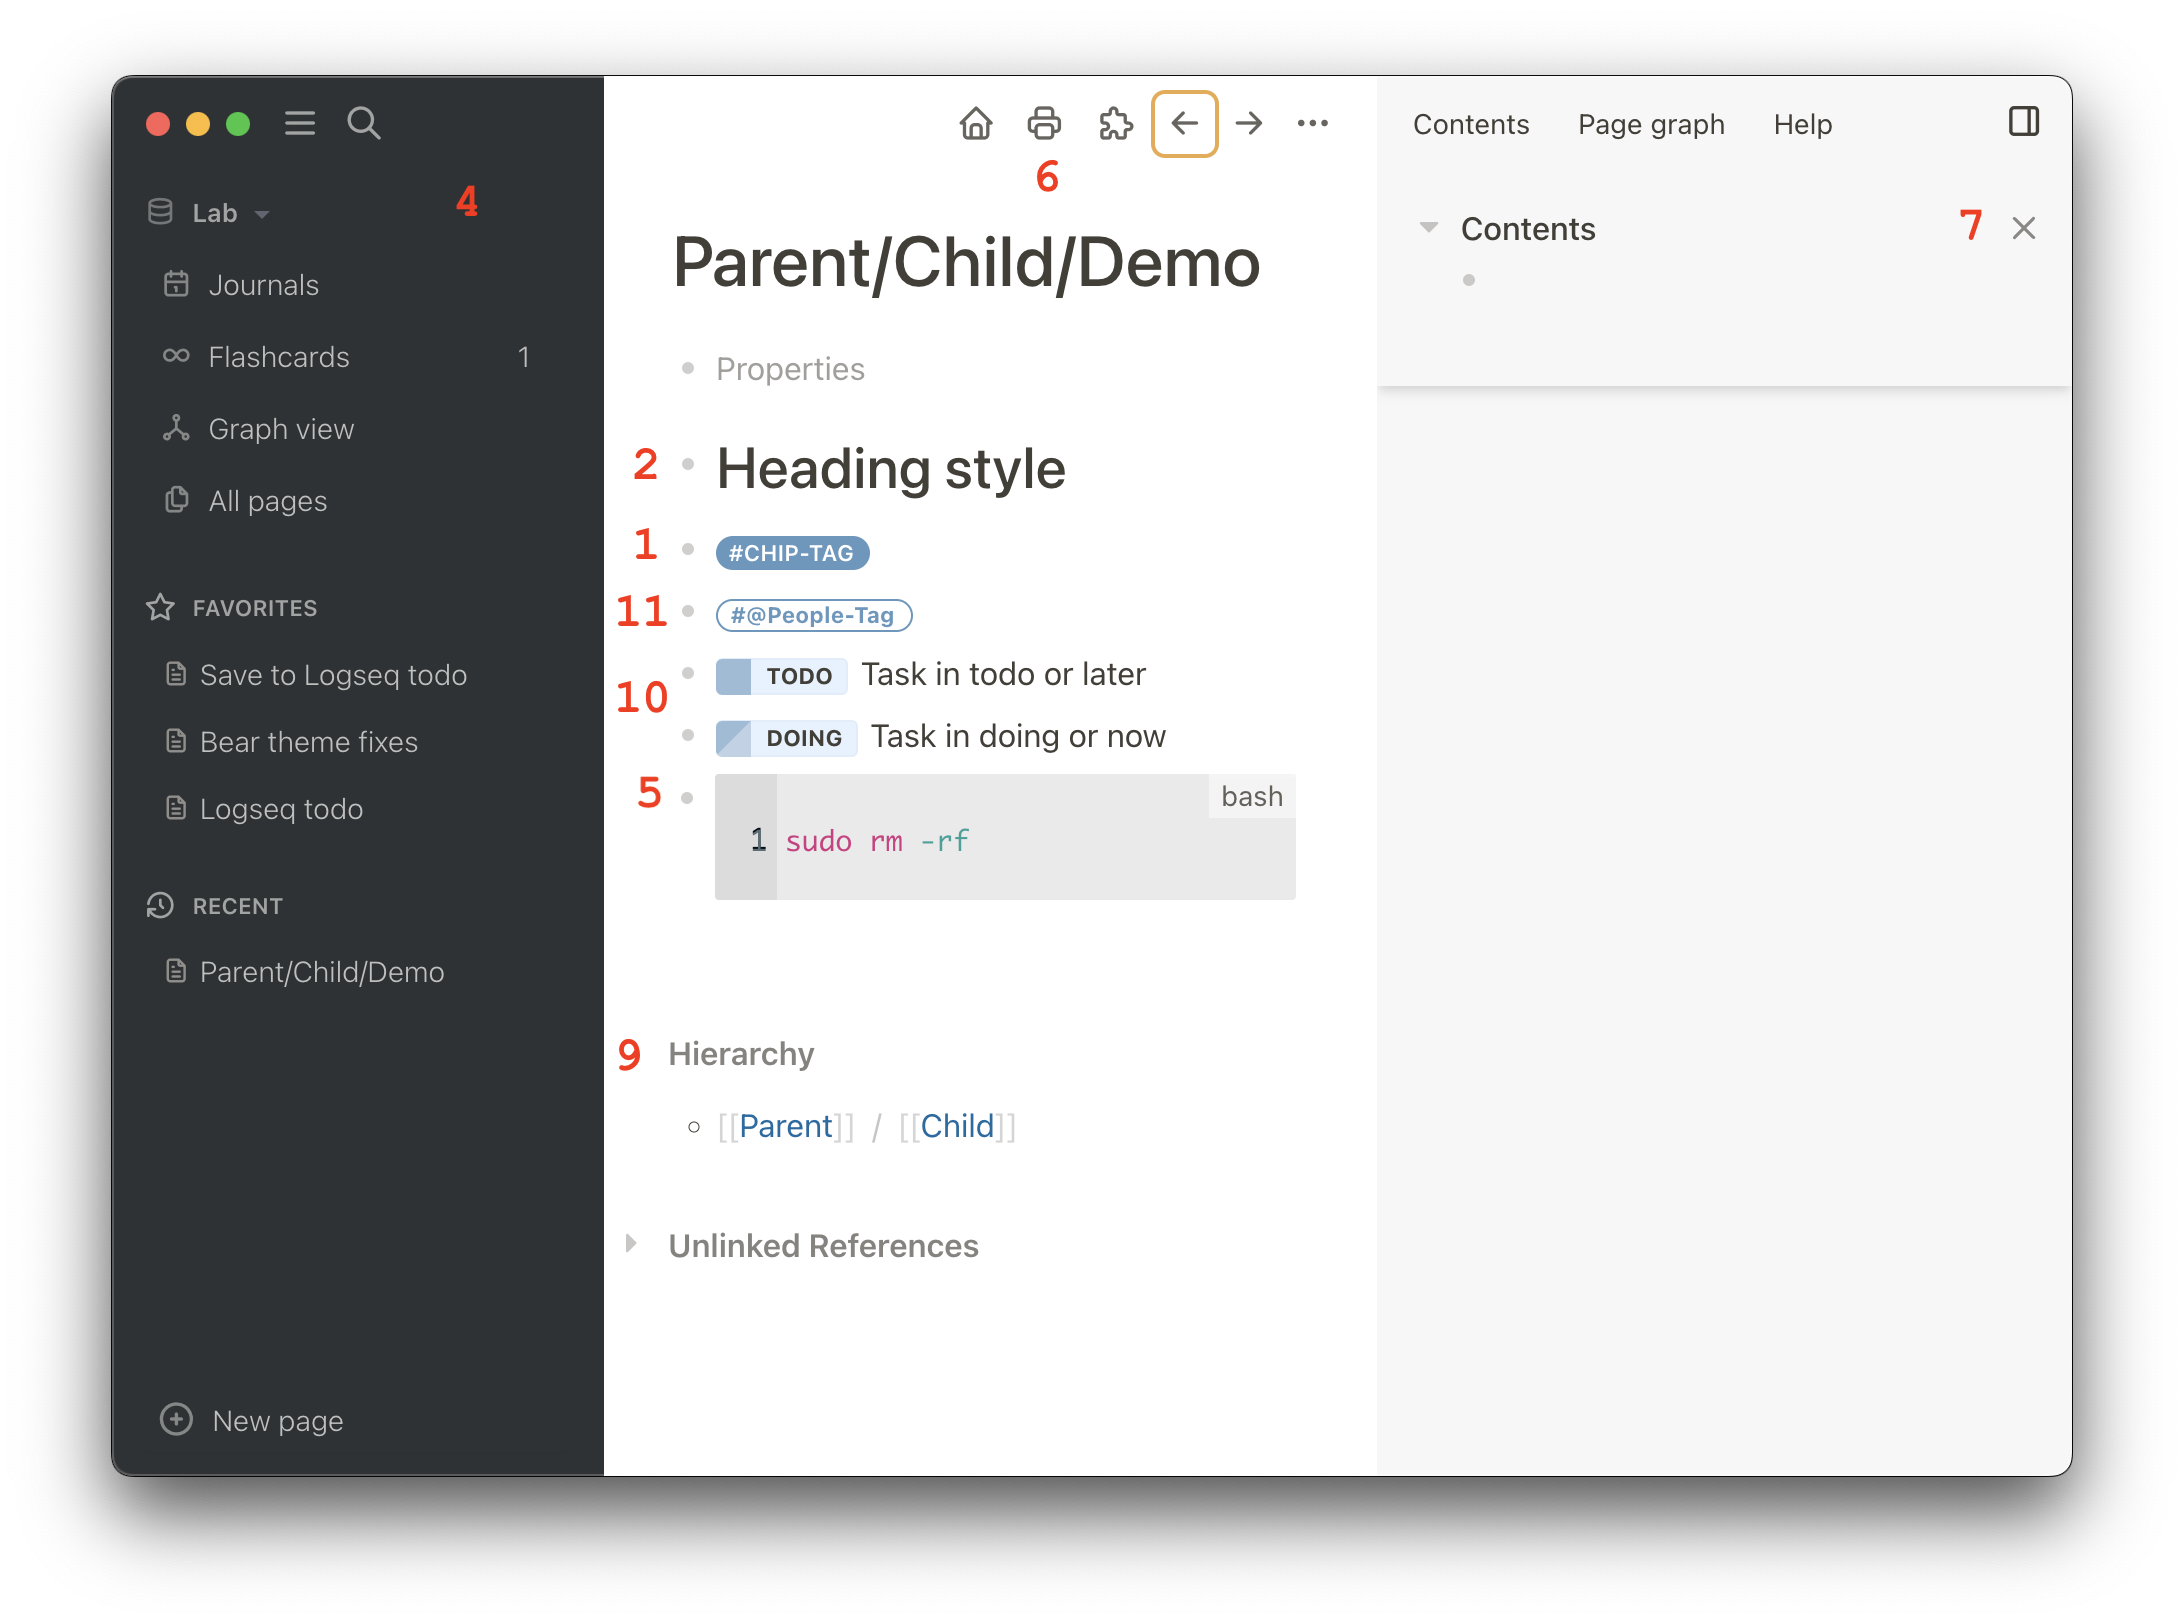 4
Lab
Journals
Flashcards 1
Graph view
All pages
FAVORITES
Save to Logseq todo
Bear theme fixes
Logseq todo
RECENT
Parent/Child/Demo
New page
6
Parent/Child/Demo
Properties
2 Heading style
1 #CHIP-TAG
11 #@People-Tag
TODO Task in todo or later
10
DOING Task in doing or now
5 bash
1 sudo rm -rf
9 Hierarchy
[[Parent]] / [[Child]]
Unlinked References
Contents Page graph Help
Contents 7